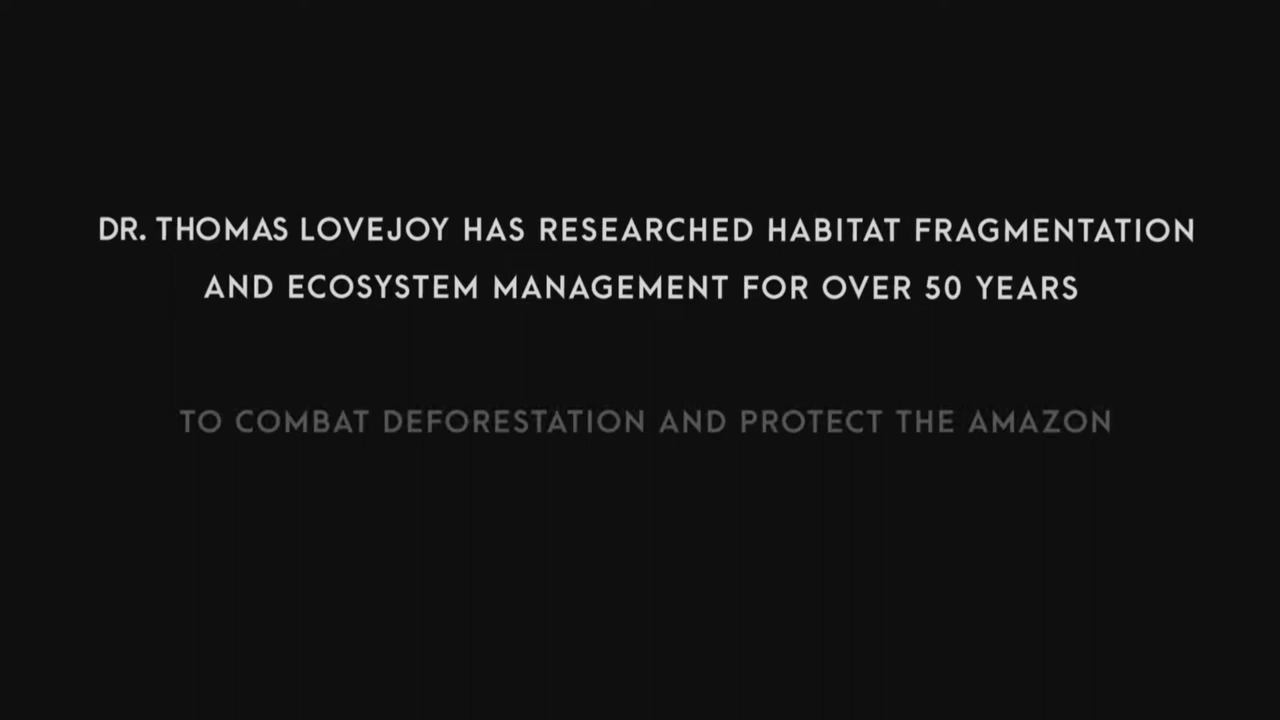 DR. THOMAS LOVEJOY HAS RESEARCHED HABITAT FRAGMENTATION
AND ECOSYSTEM MANAGEMENT FOR OVER 50 YEARS
TO COMBAT DEFORESTATION AND PROTECT THE AMAZON